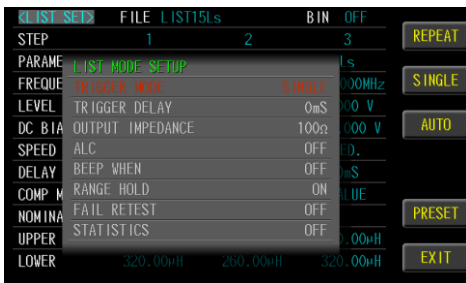 <LIST SET> FILE LIST15Ls BIN OFF
STEP 1 2 3
PARAME Ls
FREQUE 000MHz
LEVEL 000 V
DC BIA .000 V
SPEED ED.
DELAY 0mS
COMP M ALUE
NOMINA
UPPER 0.00μH
LOWER 320.00μH 260.00μH 320.00μH
LIST MODE SETUP
TRIGGER MODE SINGLE
TRIGGER DELAY 0mS
OUTPUT IMPEDANCE 100Ω
ALC OFF
BEEP WHEN OFF
RANGE HOLD ON
FAIL RETEST OFF
STATISTICS OFF
REPEAT
SINGLE
AUTO
PRESET
EXIT